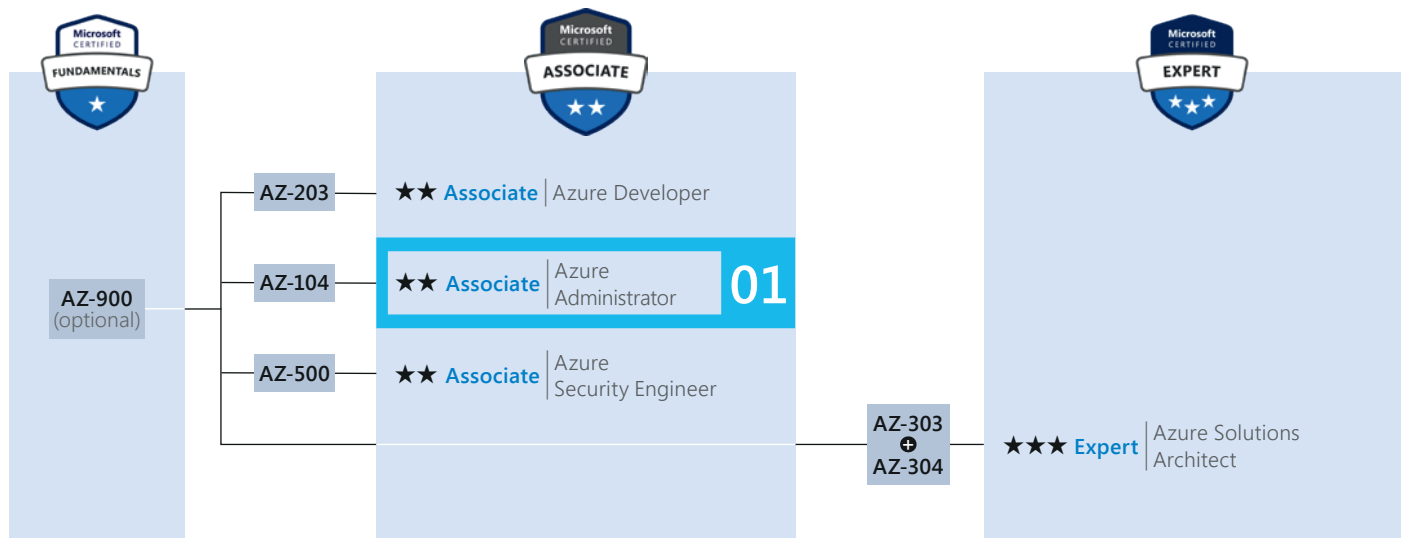 Microsoft
CERTIFIED
FUNDAMENTALS
Microsoft
CERTIFIED
ASSOCIATE
Microsoft
CERTIFIED
EXPERT
AZ-900
(optional)
AZ-203
★★ Associate | Azure Developer
AZ-104
★★ Associate | Azure
Administrator
01
AZ-500
★★ Associate | Azure
Security Engineer
AZ-303
+
AZ-304
★★★ Expert | Azure Solutions
Architect